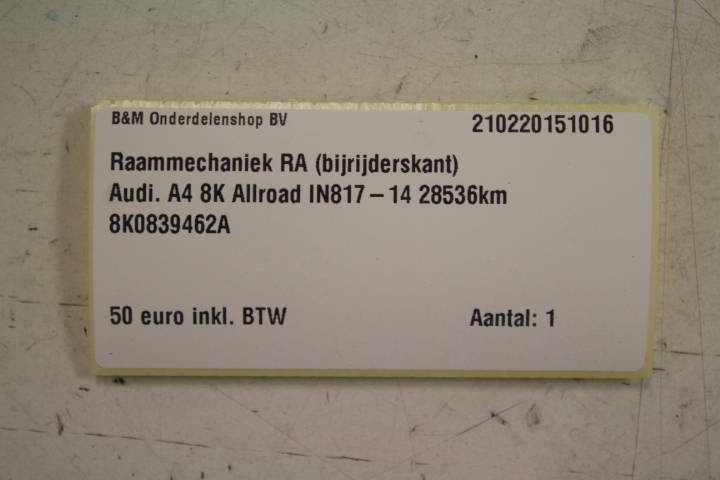 B&M Onderdelenshop BV 210220151016
Raammechaniek RA (bijrijderskant)
Audi. A4 8K Allroad IN817 – 14 28536km
8K0839462A
50 euro inkl. BTW Aantal: 1